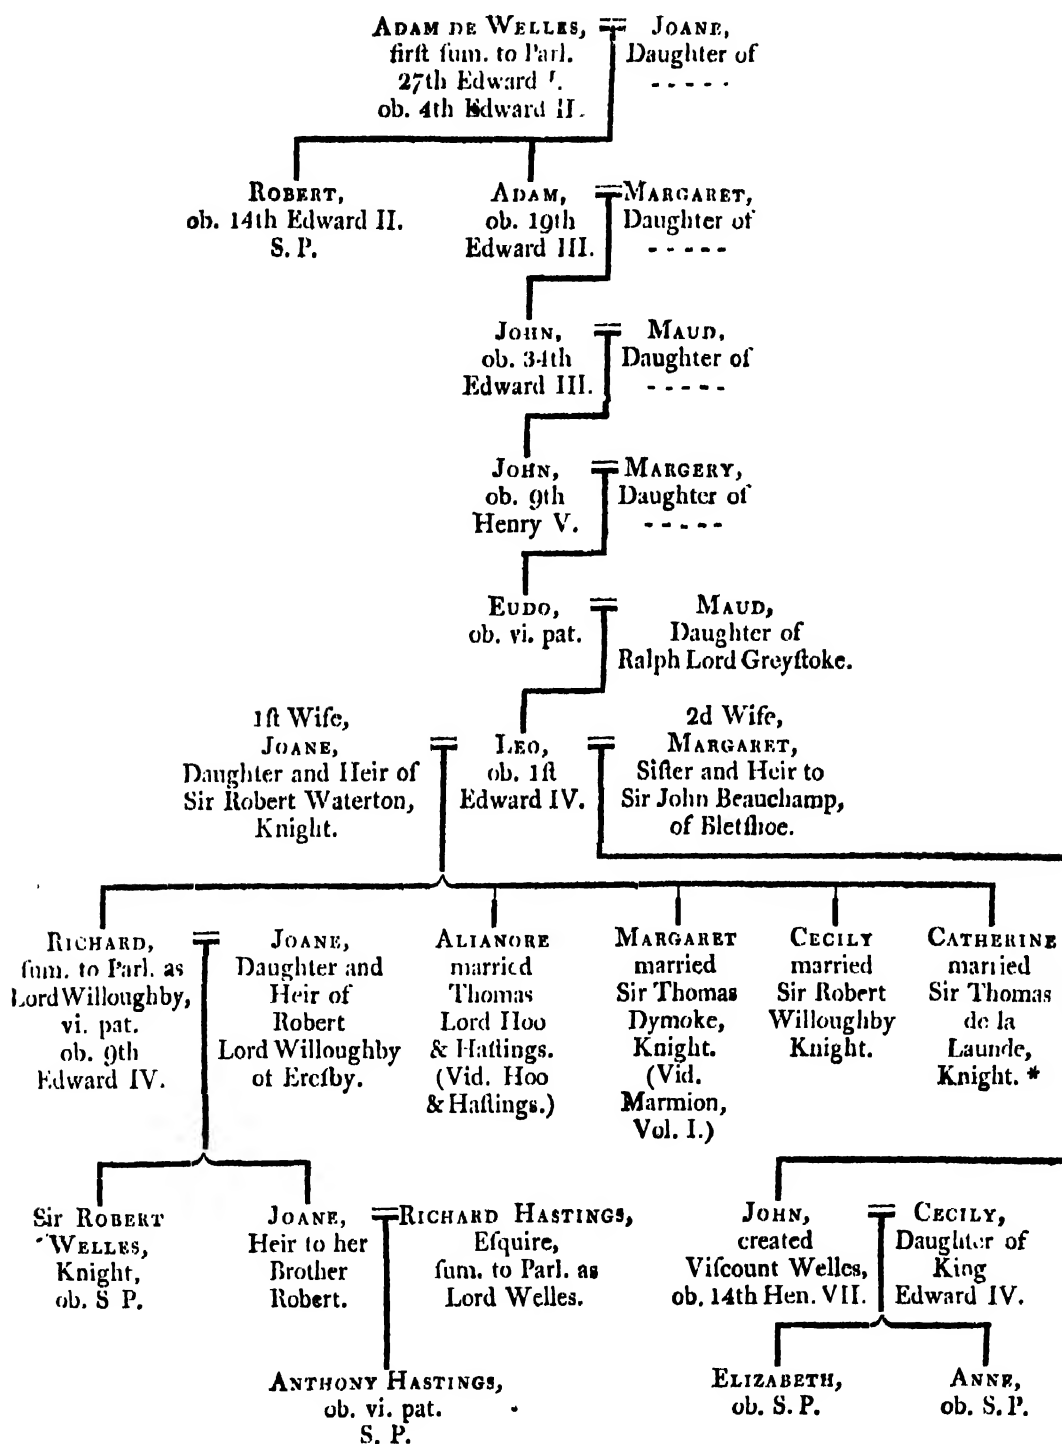 ADAM DE WELLES,
firſt ſum. to Parl.
27th Edward I.
ob. 4th Edward II.
JOANE,
Daughter of
- - - - -
ROBERT,
ob. 14th Edward II.
S. P.
ADAM,
ob. 19th
Edward III.
MARGARET,
Daughter of
- - - - -
JOHN,
ob. 34th
Edward III.
MAUD,
Daughter of
- - - - -
JOHN,
ob. 9th
Henry V.
MARGERY,
Daughter of
- - - - -
EUDO,
ob. vi. pat.
MAUD,
Daughter of
Ralph Lord Greyſtoke.
1ſt Wife,
JOANE,
Daughter and Heir of
Sir Robert Waterton,
Knight.
LEO,
ob. 1ſt
Edward IV.
2d Wife,
MARGARET,
Siſter and Heir to
Sir John Beauchamp,
of Bletſhoe.
RICHARD,
ſum. to Parl. as
Lord Willoughby,
vi. pat.
ob. 9th
Edward IV.
JOANE,
Daughter and
Heir of
Robert
Lord Willoughby
of Ereſby.
ALIANORE
married
Thomas
Lord Hoo
& Haſtings.
(Vid. Hoo
& Haſtings.)
MARGARET
married
Sir Thomas
Dymoke,
Knight.
(Vid.
Marmion,
Vol. I.)
CECILY
married
Sir Robert
Willoughby
Knight.
CATHERINE
married
Sir Thomas
de la
Launde,
Knight. *
Sir ROBERT
WELLES,
Knight,
ob. S P.
JOANE,
Heir to her
Brother
Robert.
RICHARD HASTINGS,
Eſquire,
ſum. to Parl. as
Lord Welles.
JOHN,
created
Viſcount Welles,
ob. 14th Hen. VII.
CECILY,
Daughter of
King
Edward IV.
ANTHONY HASTINGS,
ob. vi. pat.
S. P.
ELIZABETH,
ob. S. P.
ANNE,
ob. S. P.